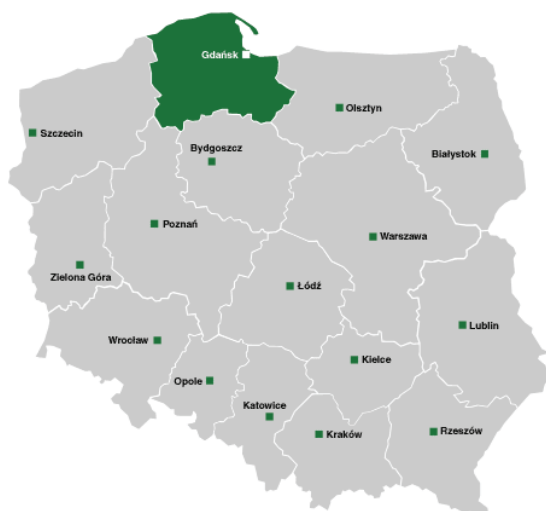 Gdańsk
Olsztyn
Szczecin
Bydgoszcz
Białystok
Poznań
Warszawa
Zielona Góra
Łódź
Lublin
Wrocław
Kielce
Opole
Katowice
Kraków
Rzeszów